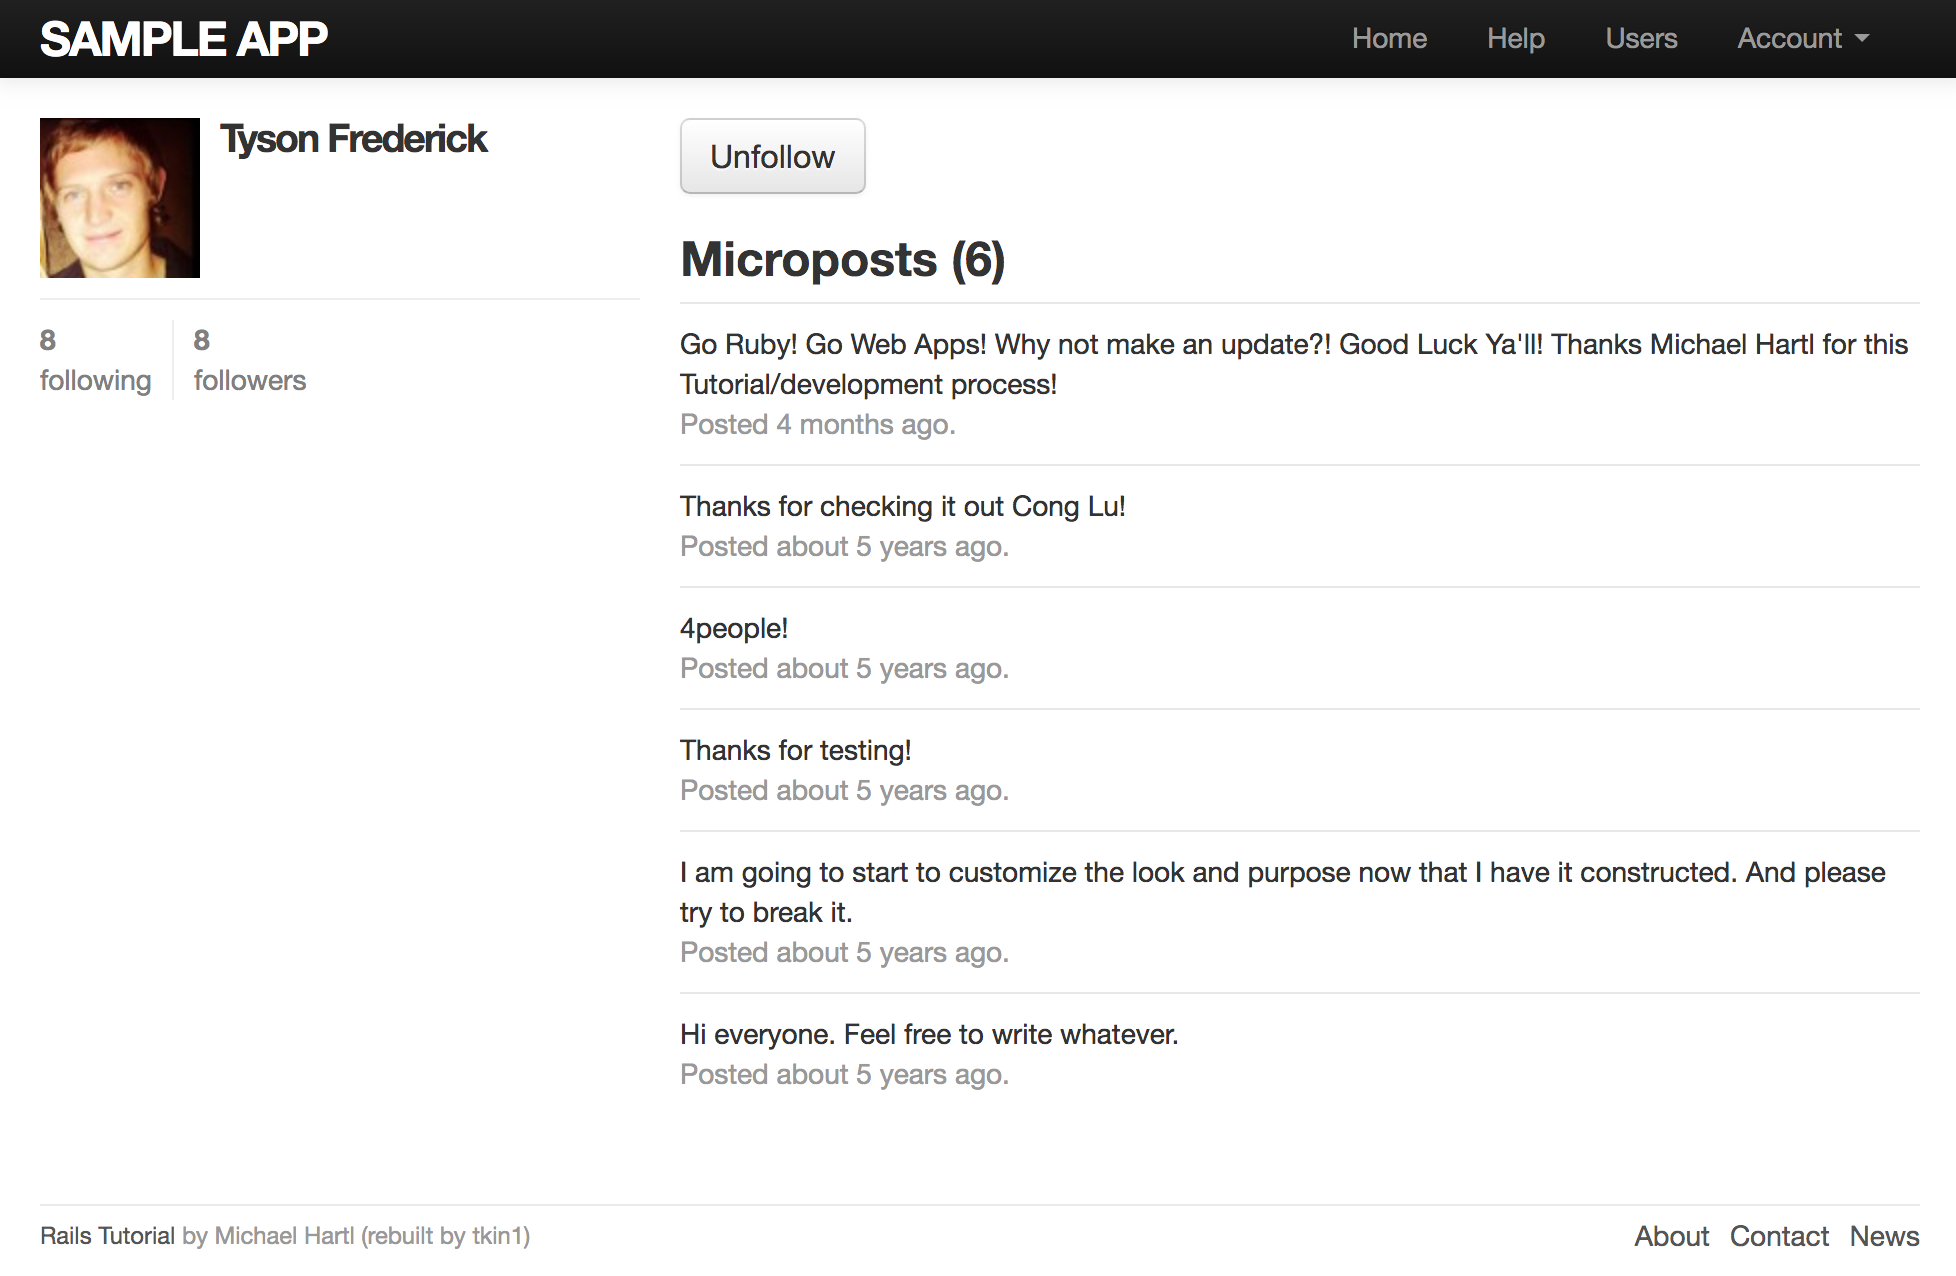 SAMPLE APP
Home Help Users Account
Tyson Frederick
8 following
8 followers
Unfollow
Microposts (6)
Go Ruby! Go Web Apps! Why not make an update?! Good Luck Ya'll! Thanks Michael Hartl for this
Tutorial/development process!
Posted 4 months ago.
Thanks for checking it out Cong Lu!
Posted about 5 years ago.
4people!
Posted about 5 years ago.
Thanks for testing!
Posted about 5 years ago.
I am going to start to customize the look and purpose now that I have it constructed. And please
try to break it.
Posted about 5 years ago.
Hi everyone. Feel free to write whatever.
Posted about 5 years ago.
Rails Tutorial by Michael Hartl (rebuilt by tkin1)
About Contact News